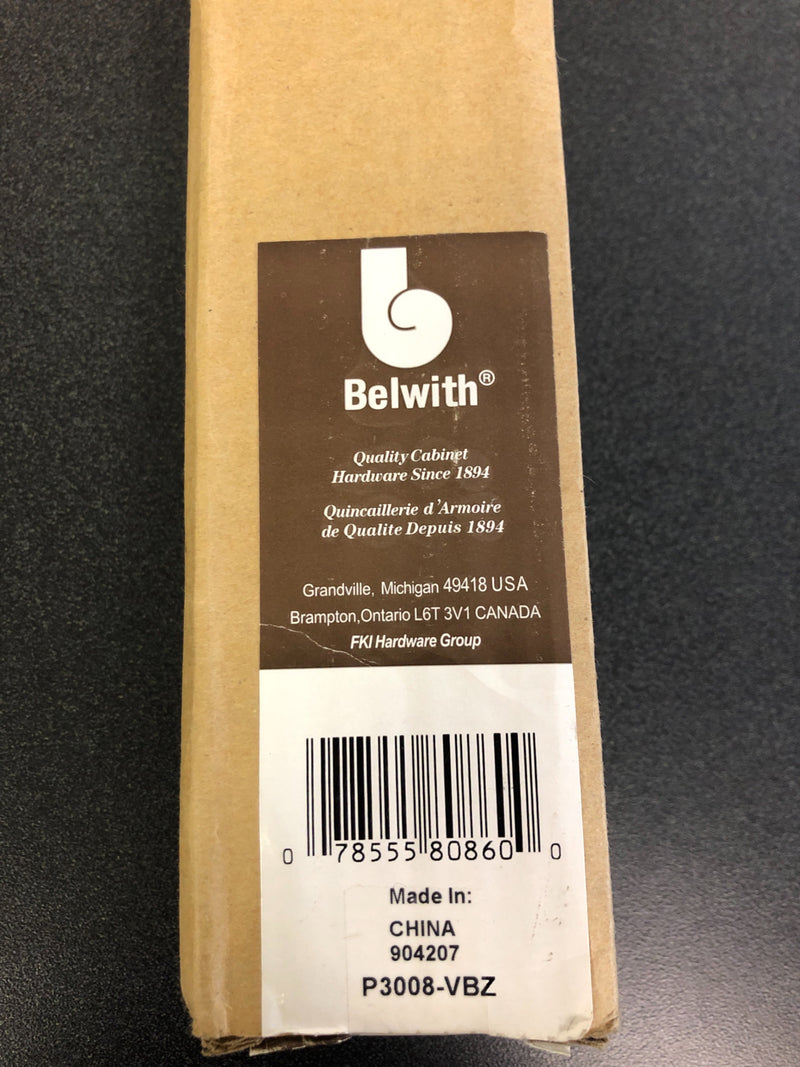 Belwith®
Quality Cabinet
Hardware Since 1894
Quincaillerie d'Armoire
de Qualite Depuis 1894
Grandville, Michigan 49418 USA
Brampton,Ontario L6T 3V1 CANADA
FKI Hardware Group
0 78555 80860 0
Made In:
CHINA
904207
P3008-VBZ